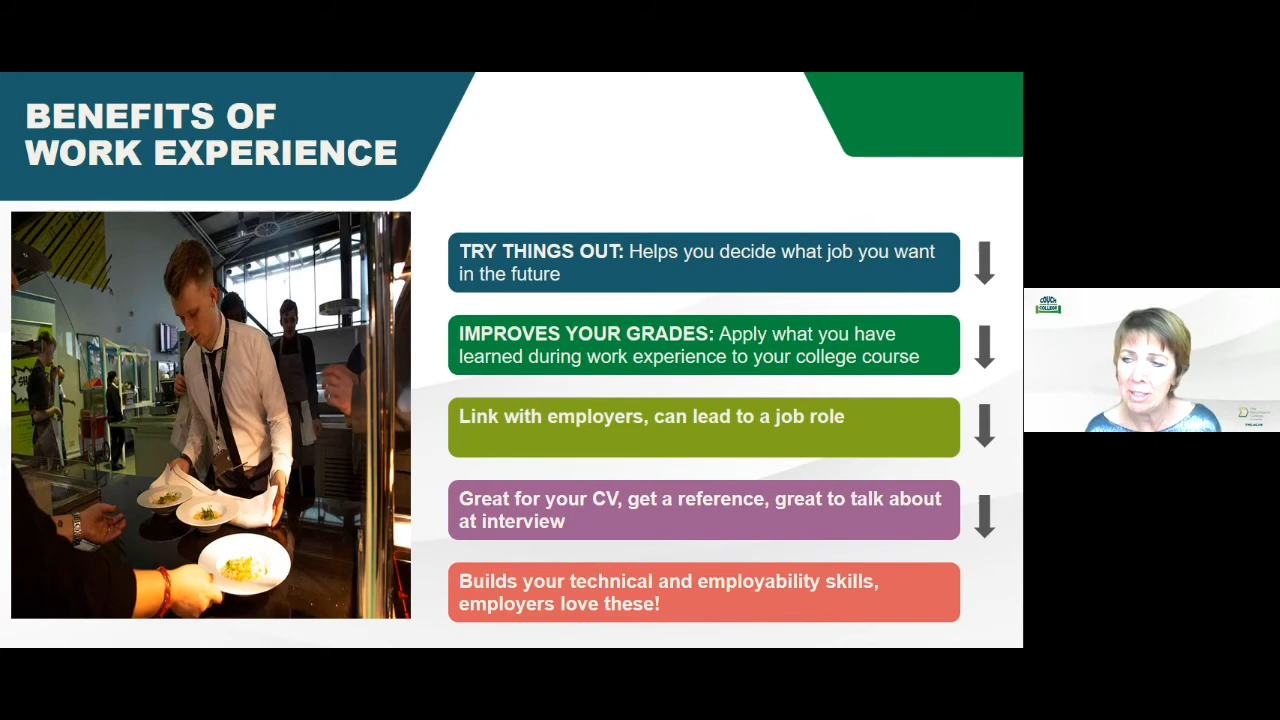 BENEFITS OF
WORK EXPERIENCE
TRY THINGS OUT: Helps you decide what job you want
in the future
IMPROVES YOUR GRADES: Apply what you have
learned during work experience to your college course
Link with employers, can lead to a job role
Great for your CV, get a reference, great to talk about
at interview
Builds your technical and employability skills,
employers love these!
COUCH
COLLEGE